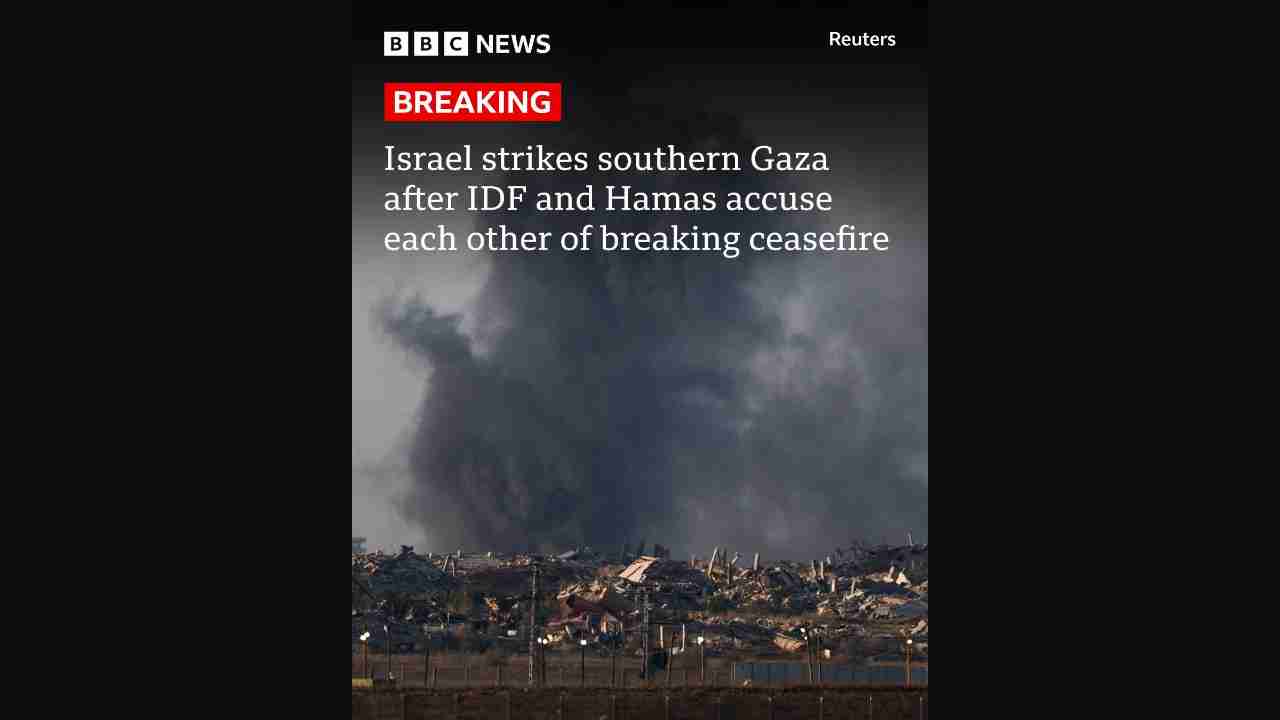 BBC NEWS
Reuters
BREAKING
Israel strikes southern Gaza
after IDF and Hamas accuse
each other of breaking ceasefire